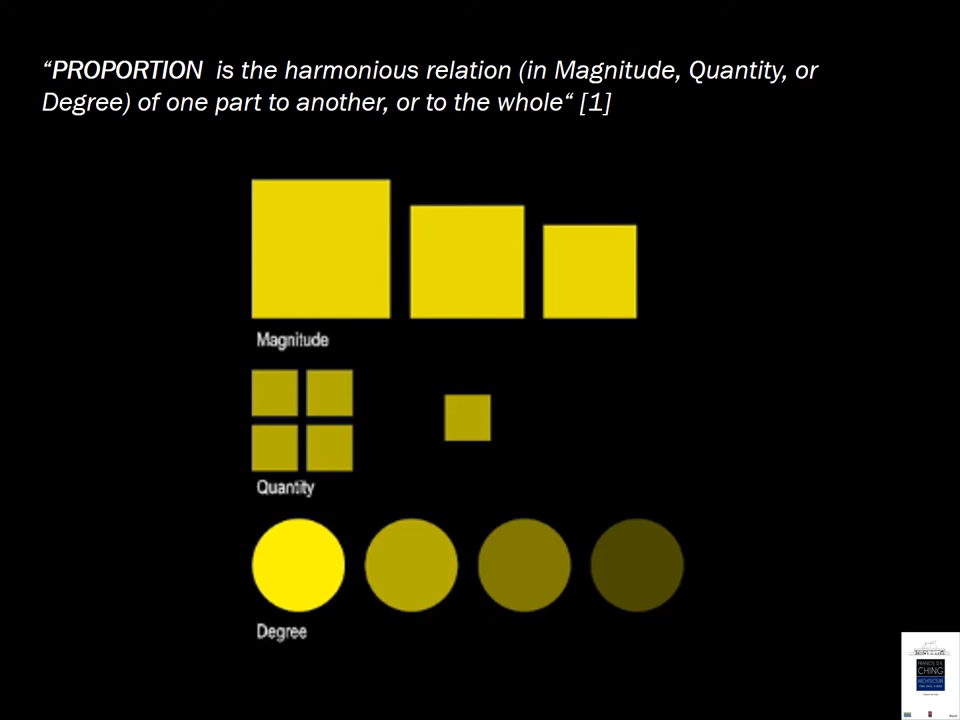 “PROPORTION is the harmonious relation (in Magnitude, Quantity, or
Degree) of one part to another, or to the whole“ [1]
Magnitude
Quantity
Degree
FRANCIS D.K.
CHING
ARCHITECTURE